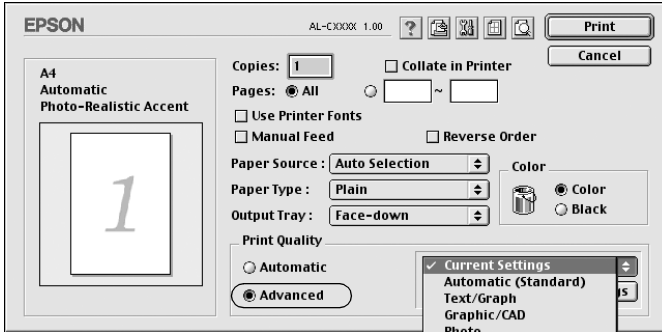 EPSON
AL-CXXXX 1.00
Print
Cancel
A4
Automatic
Photo-Realistic Accent
1
Copies: 1
Collate in Printer
Pages: All ~
Use Printer Fonts
Manual Feed
Reverse Order
Paper Source : Auto Selection
Paper Type : Plain
Output Tray : Face-down
Color
Color
Black
Print Quality
Automatic
Advanced
✓ Current Settings
Automatic (Standard)
Text/Graph
Graphic/CAD
Photo